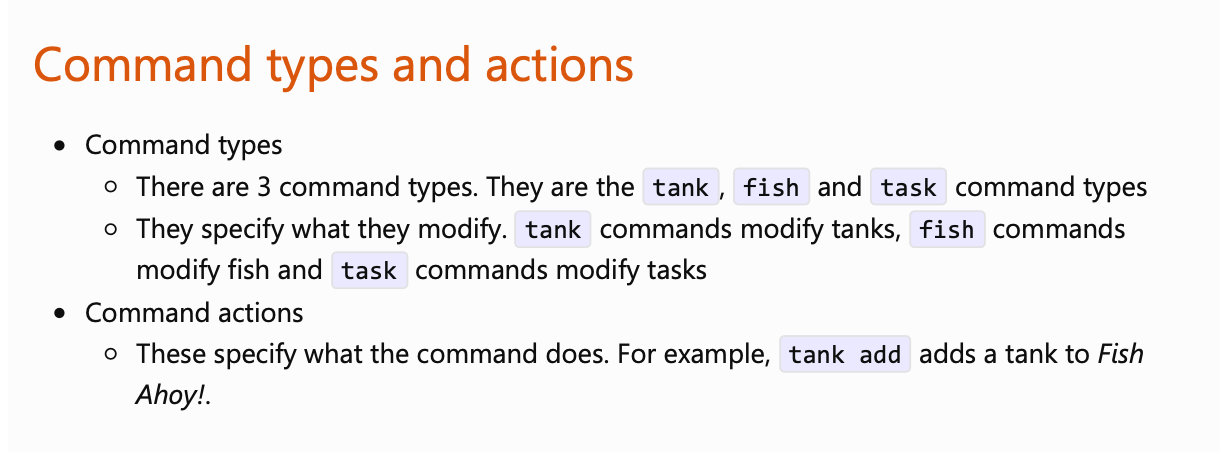 Command types and actions
• Command types
○ There are 3 command types. They are the tank, fish and task command types
○ They specify what they modify. tank commands modify tanks, fish commands
modify fish and task commands modify tasks
• Command actions
○ These specify what the command does. For example, tank add adds a tank to Fish
Ahoy!.